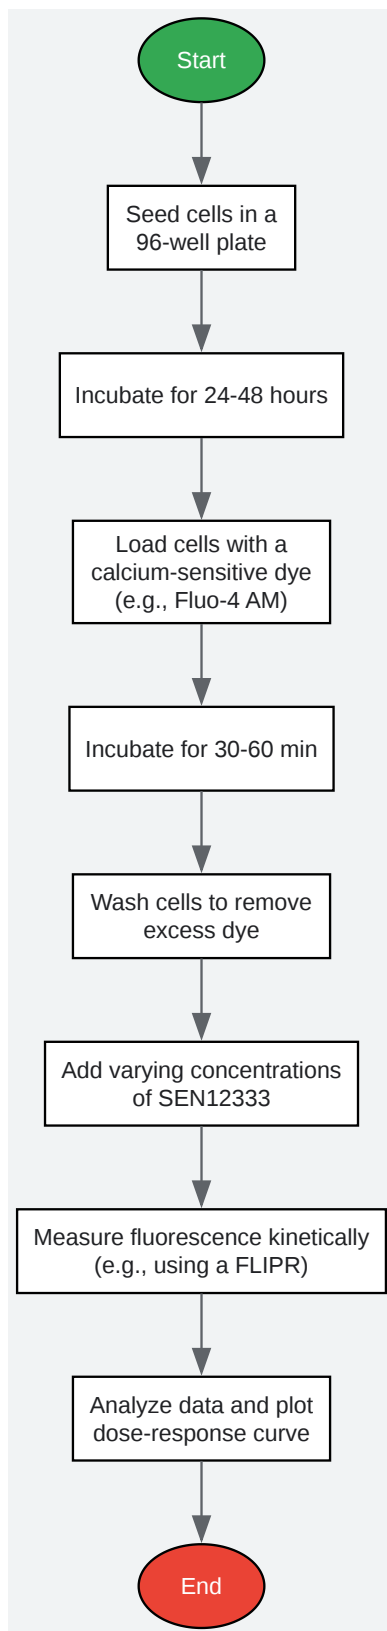 Start
Seed cells in a
96-well plate
Incubate for 24-48 hours
Load cells with a
calcium-sensitive dye
(e.g., Fluo-4 AM)
Incubate for 30-60 min
Wash cells to remove
excess dye
Add varying concentrations
of SEN12333
Measure fluorescence kinetically
(e.g., using a FLIPR)
Analyze data and plot
dose-response curve
End